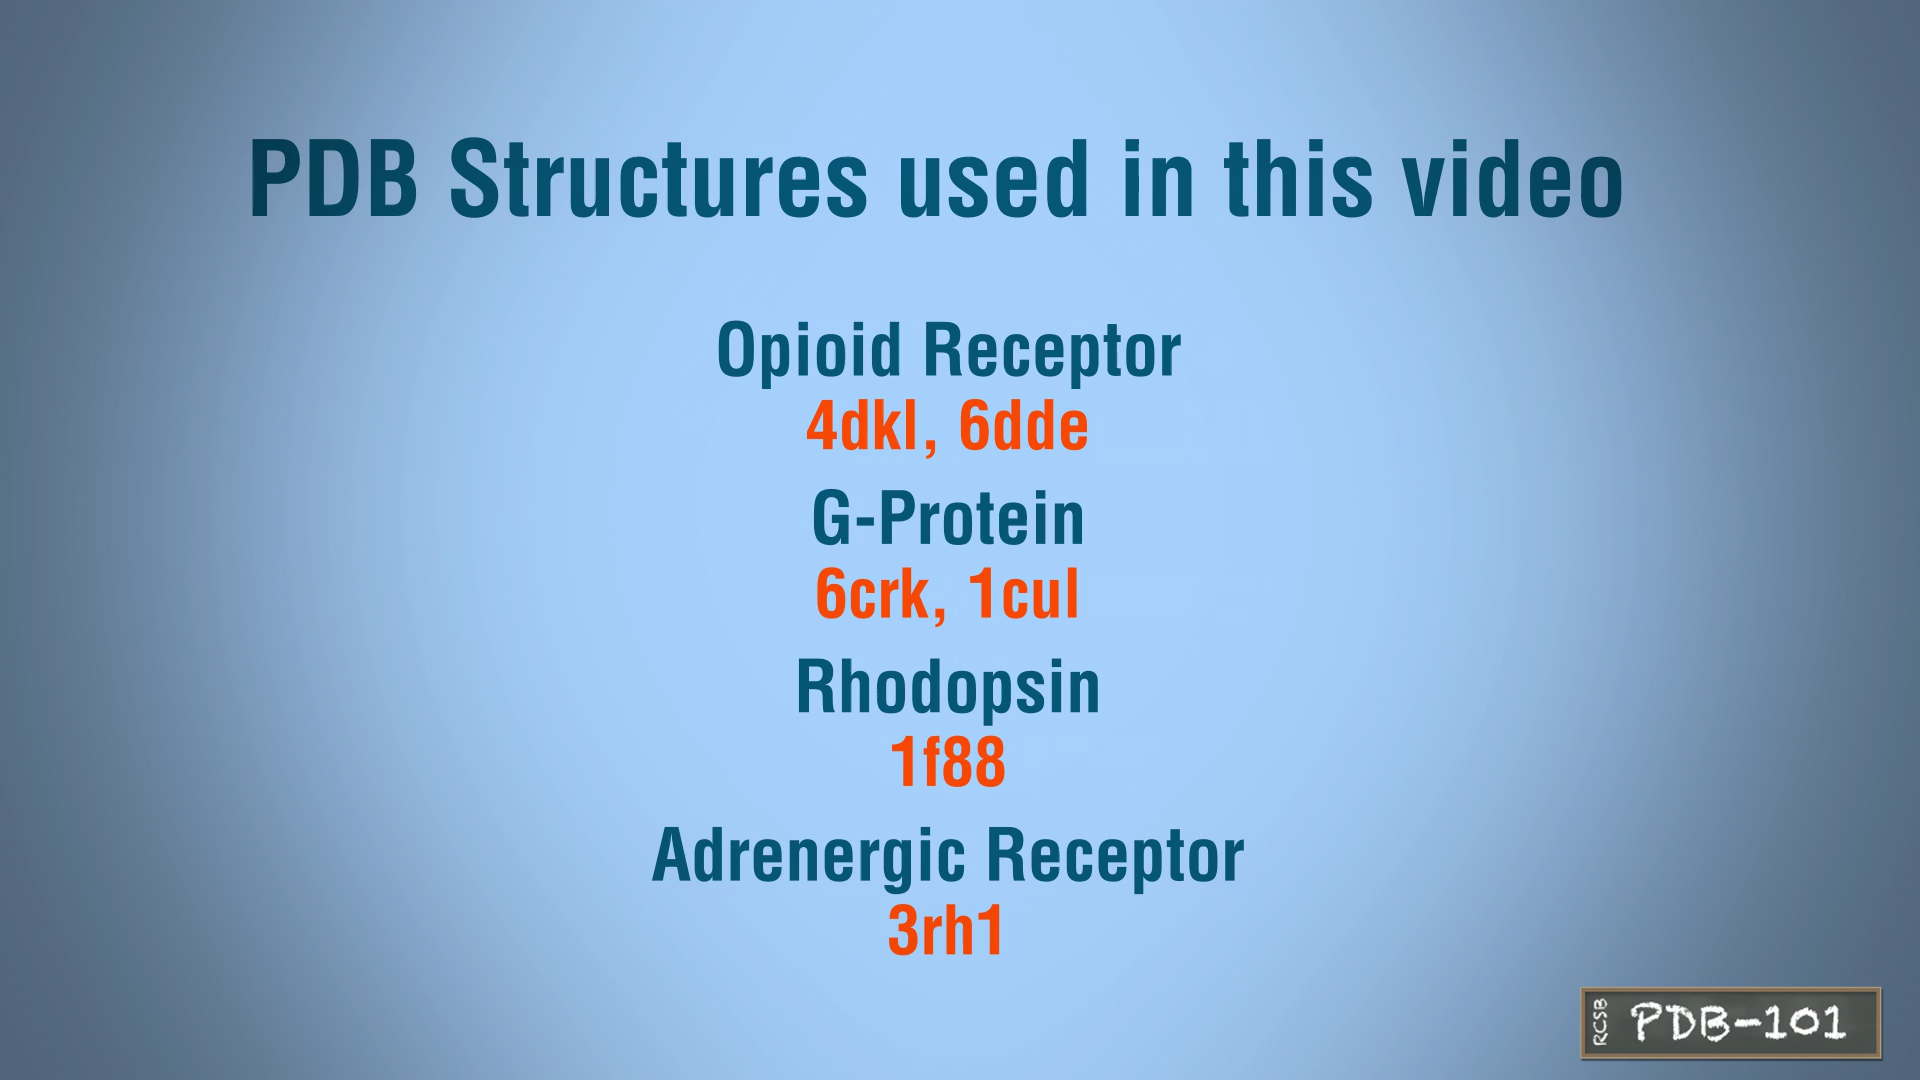 PDB Structures used in this video
Opioid Receptor
4dkl, 6dde
G-Protein
6crk, 1cul
Rhodopsin
1f88
Adrenergic Receptor
3rh1
RCSB PDB-101